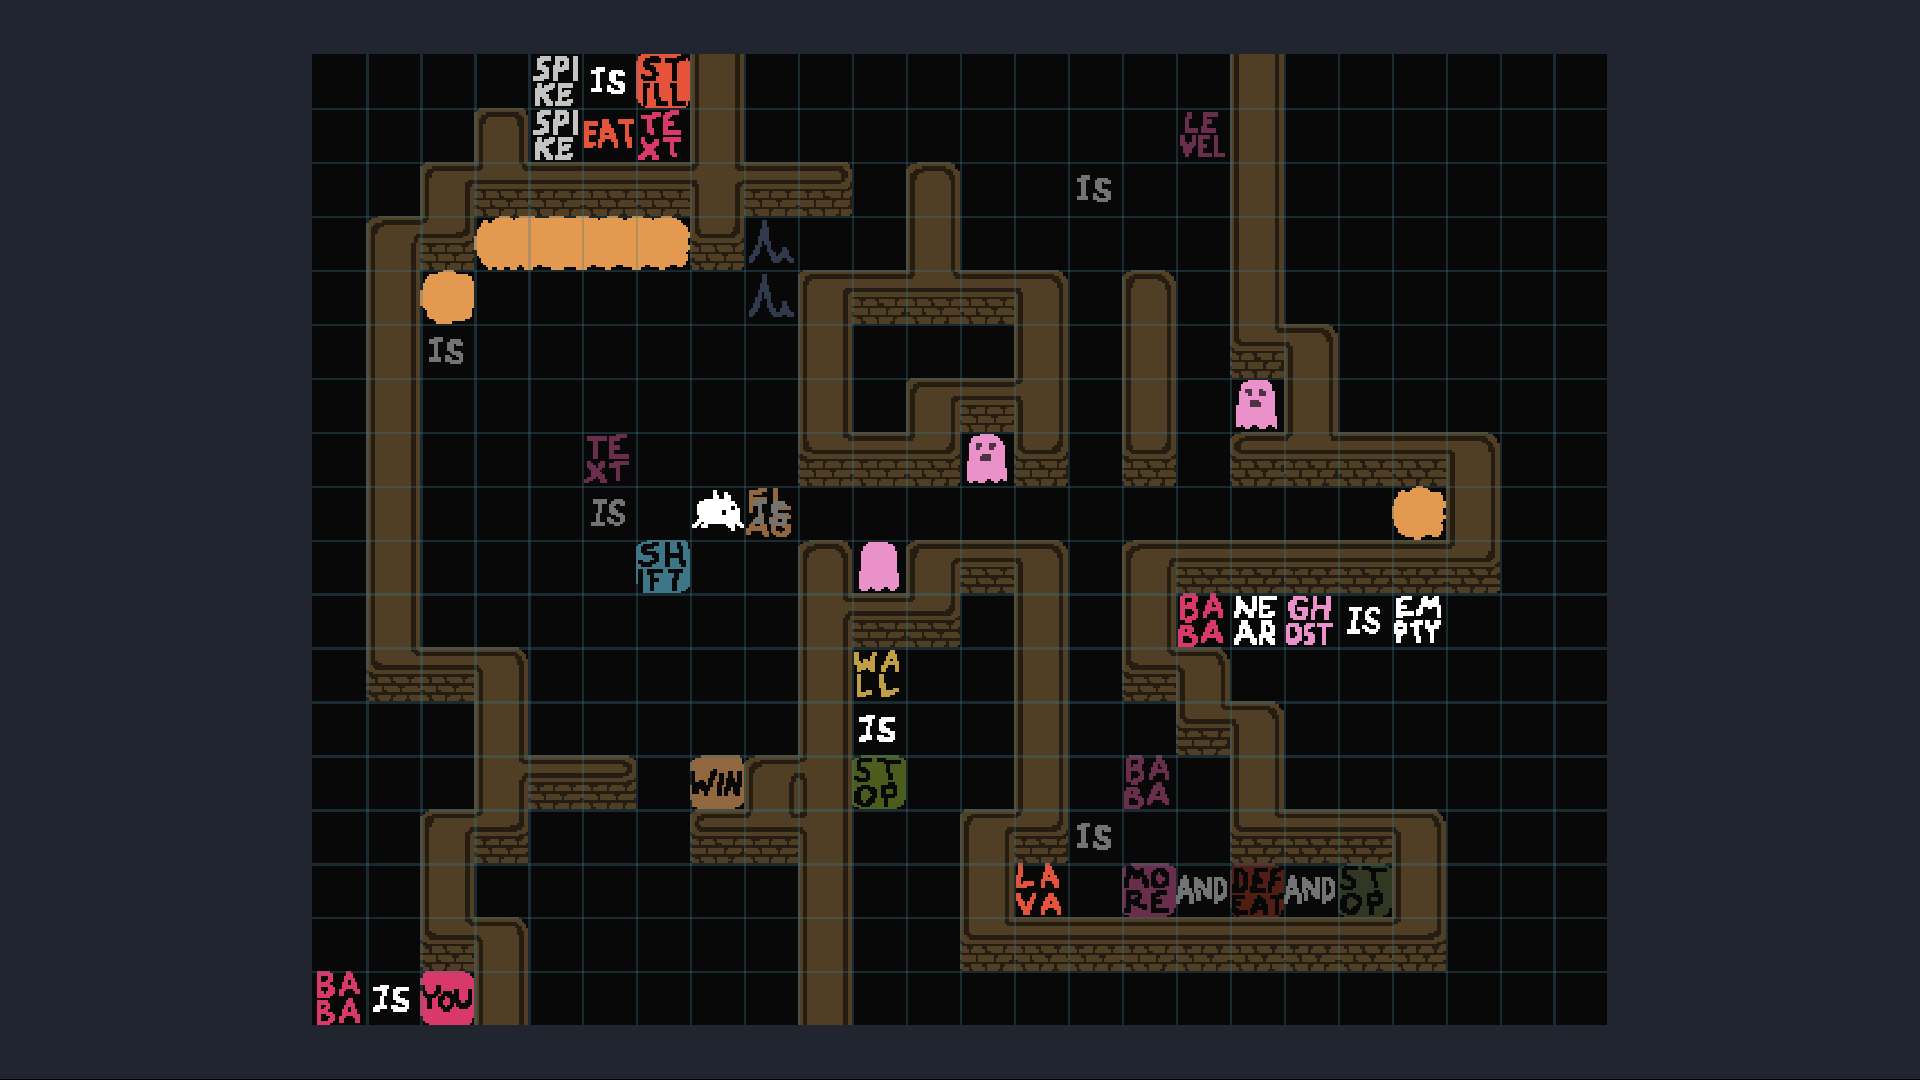 SPIKE IS STILL
SPIKE EAT TEXT
LEVEL
IS
IS
TEXT
IS
FLAG
IS
SHIFT
BABA NEAR GHOST IS EMPTY
WALL
IS
WIN
STOP
BABA
IS
LAVA
MORE AND DEFEAT AND STOP
BABA IS YOU